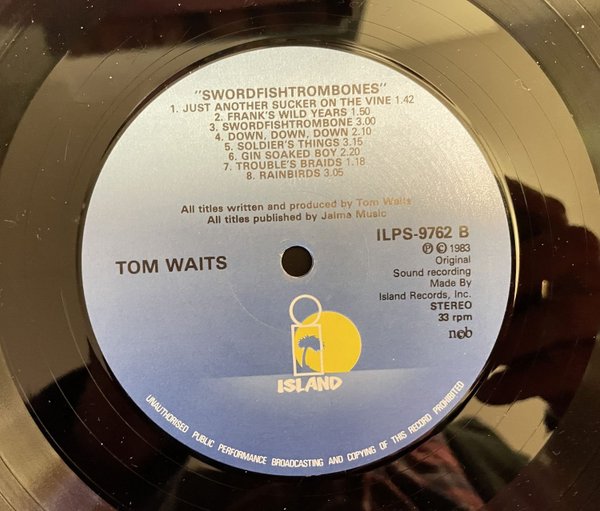 "SWORDFISHTROMBONES"
1. JUST ANOTHER SUCKER ON THE VINE 1.42
2. FRANK'S WILD YEARS 1.50
3. SWORDFISHTROMBONE 3.00
4. DOWN, DOWN, DOWN 2.10
5. SOLDIER'S THINGS 3.15
6. GIN SOAKED BOY 2.20
7. TROUBLE'S BRAIDS 1.18
8. RAINBIRDS 3.05
All titles written and produced by Tom Waits
All titles published by Jalma Music
TOM WAITS
ILPS-9762 B
℗ © 1983
Original
Sound recording
Made By
Island Records, Inc.
STEREO
33 rpm
ncb
ISLAND
UNAUTHORISED PUBLIC PERFORMANCE BROADCASTING AND COPYING OF THIS RECORD PROHIBITED